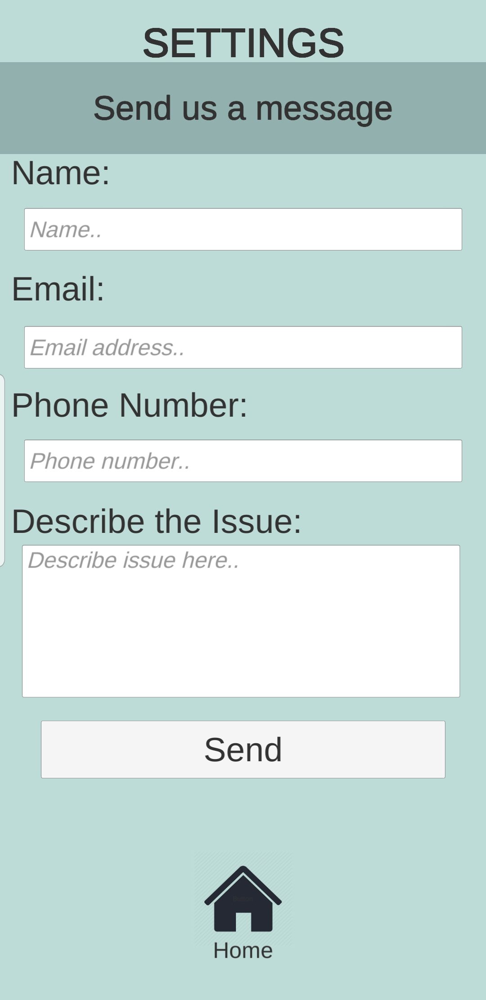 SETTINGS
Send us a message
Name:
Name..
Email:
Email address..
Phone Number:
Phone number..
Describe the Issue:
Describe issue here..
Send
Button
Home